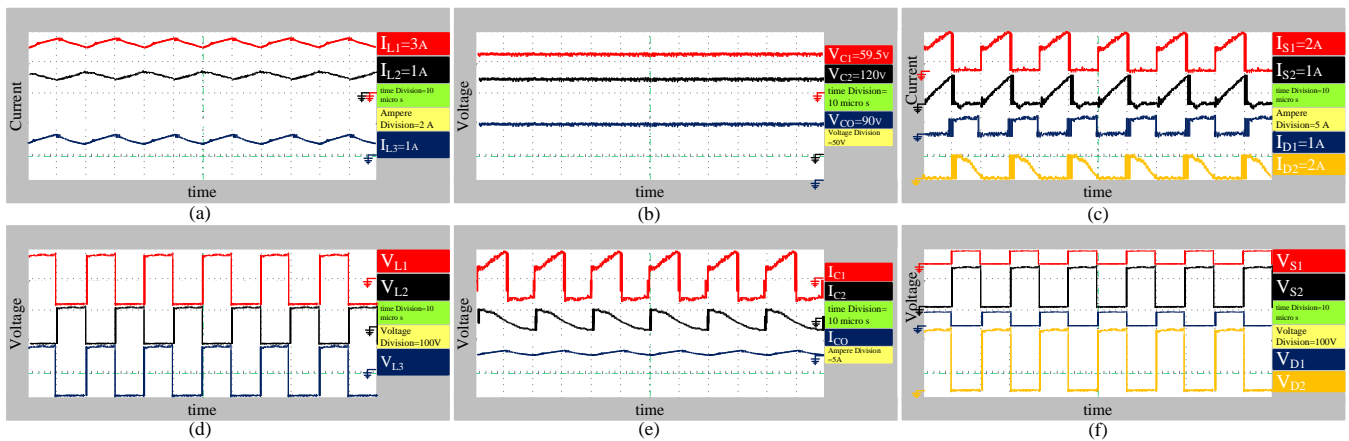 Current
I_L1=3A
I_L2=1A
time Division=10
micro s
Ampere
Division=2 A
I_L3=1A
time
(a)
Voltage
V_C1=59.5v
V_C2=120v
time Division=
10 micro s
V_CO=90v
Voltage Division
=50V
time
(b)
Current
I_S1=2A
I_S2=1A
time Division=10
micro s
Ampere
Division=5 A
I_D1=1A
I_D2=2A
time
(c)
Voltage
V_L1
V_L2
time Division=10
micro s
Voltage
Division=100V
V_L3
time
(d)
Voltage
I_C1
I_C2
time Division=
10 micro s
I_CO
Ampere Division
=5A
time
(e)
Voltage
V_S1
V_S2
time Division=10
micro s
Voltage
Division=100V
V_D1
V_D2
time
(f)